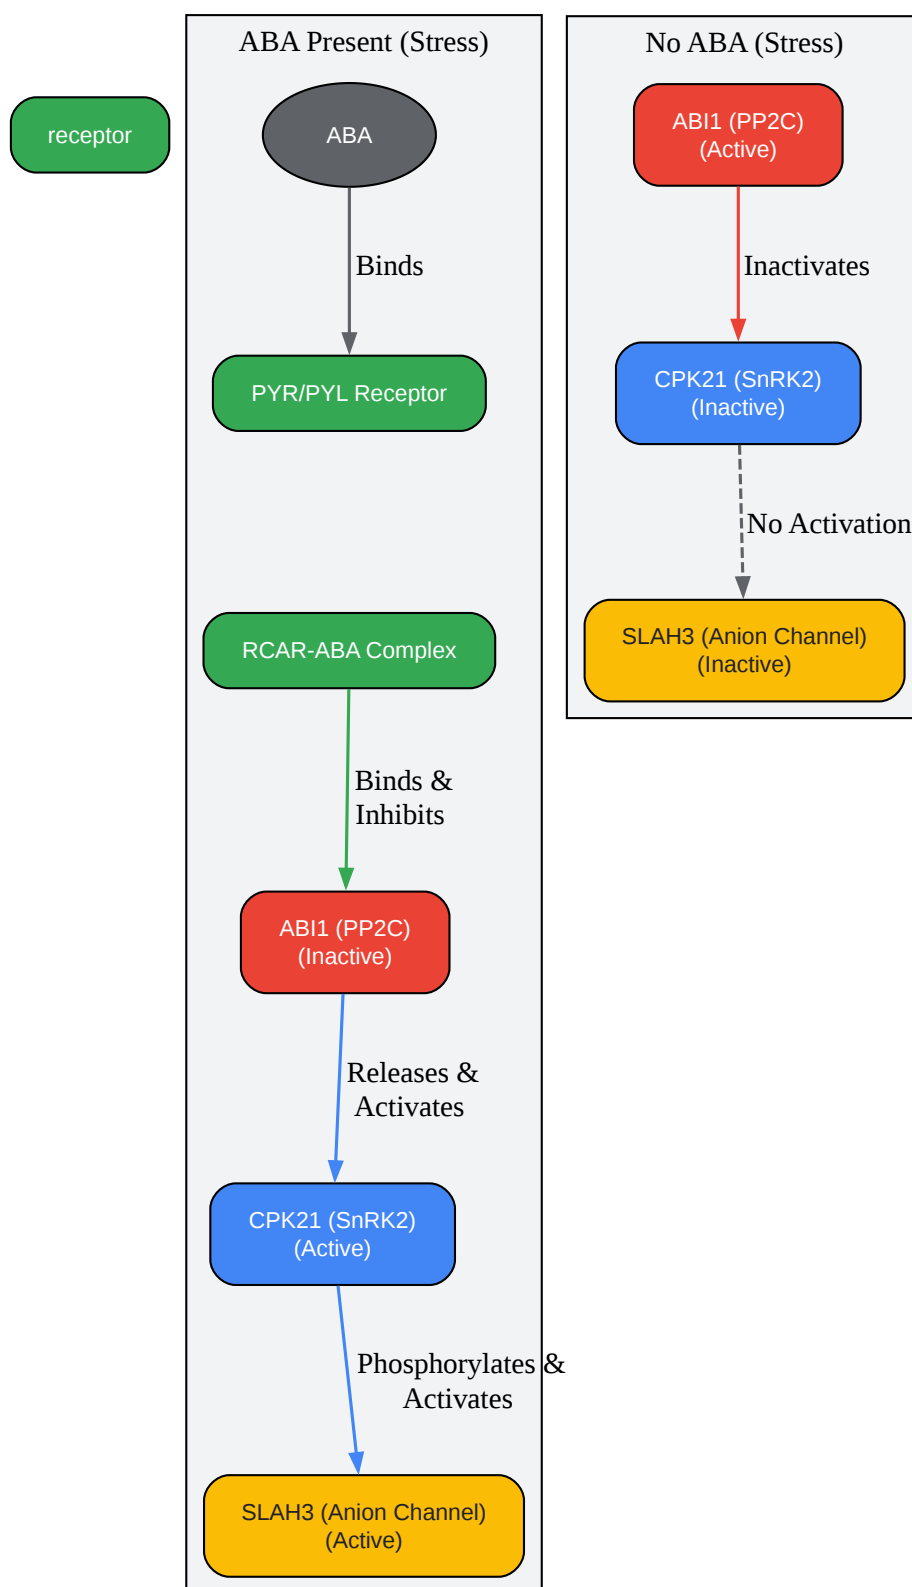 receptor
ABA Present (Stress)
ABA
Binds
PYR/PYL Receptor
RCAR-ABA Complex
Binds &
Inhibits
ABI1 (PP2C)
(Inactive)
Releases &
Activates
CPK21 (SnRK2)
(Active)
Phosphorylates &
Activates
SLAH3 (Anion Channel)
(Active)
No ABA (Stress)
ABI1 (PP2C)
(Active)
Inactivates
CPK21 (SnRK2)
(Inactive)
No Activation
SLAH3 (Anion Channel)
(Inactive)